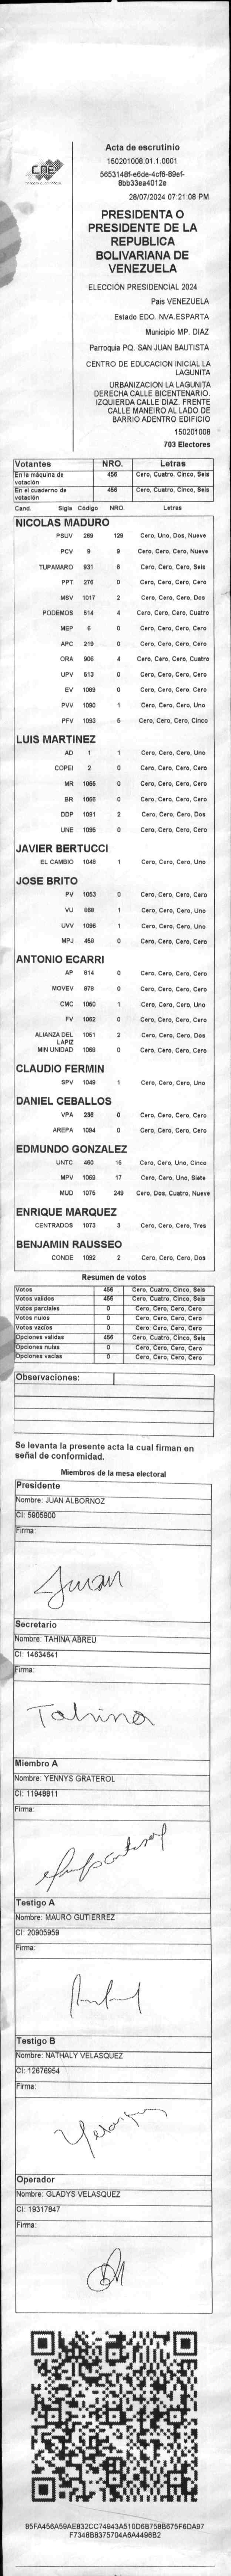 CNE
Acta de escrutinio
150201008.01.1.0001
5653148f-e6de-4cf6-89ef-
8bb33ea4012e
28/07/2024 07:21:08 PM
PRESIDENTA O
PRESIDENTE DE LA
REPUBLICA
BOLIVARIANA DE
VENEZUELA
ELECCIÓN PRESIDENCIAL 2024
Pais VENEZUELA
Estado EDO. NVA.ESPARTA
Municipio MP. DIAZ
Parroquia PQ. SAN JUAN BAUTISTA
CENTRO DE EDUCACION INICIAL LA
LAGUNITA
URBANIZACION LA LAGUNITA
DERECHA CALLE BICENTENARIO.
IZQUIERDA CALLE DIAZ. FRENTE
CALLE MANEIRO AL LADO DE
BARRIO ADENTRO EDIFICIO
150201008
703 Electores
Votantes NRO. Letras
En la máquina de votación 456 Cero, Cuatro, Cinco, Seis
En el cuaderno de votación 456 Cero, Cuatro, Cinco, Seis
Cand. Sigla Código NRO. Letras
NICOLAS MADURO
PSUV 269 129 Cero, Uno, Dos, Nueve
PCV 9 9 Cero, Cero, Cero, Nueve
TUPAMARO 931 6 Cero, Cero, Cero, Seis
PPT 276 0 Cero, Cero, Cero, Cero
MSV 1017 2 Cero, Cero, Cero, Dos
PODEMOS 514 4 Cero, Cero, Cero, Cuatro
MEP 6 0 Cero, Cero, Cero, Cero
APC 219 0 Cero, Cero, Cero, Cero
ORA 906 4 Cero, Cero, Cero, Cuatro
UPV 513 0 Cero, Cero, Cero, Cero
EV 1089 0 Cero, Cero, Cero, Cero
PVV 1090 1 Cero, Cero, Cero, Uno
PFV 1093 5 Cero, Cero, Cero, Cinco
LUIS MARTINEZ
AD 1 1 Cero, Cero, Cero, Uno
COPEI 2 0 Cero, Cero, Cero, Cero
MR 1065 0 Cero, Cero, Cero, Cero
BR 1066 0 Cero, Cero, Cero, Cero
DDP 1091 2 Cero, Cero, Cero, Dos
UNE 1095 0 Cero, Cero, Cero, Cero
JAVIER BERTUCCI
EL CAMBIO 1048 1 Cero, Cero, Cero, Uno
JOSE BRITO
PV 1053 0 Cero, Cero, Cero, Cero
VU 868 1 Cero, Cero, Cero, Uno
UVV 1096 1 Cero, Cero, Cero, Uno
MPJ 458 0 Cero, Cero, Cero, Cero
ANTONIO ECARRI
AP 814 0 Cero, Cero, Cero, Cero
MOVEV 878 0 Cero, Cero, Cero, Cero
CMC 1050 1 Cero, Cero, Cero, Uno
FV 1062 0 Cero, Cero, Cero, Cero
ALIANZA DEL LAPIZ 1051 2 Cero, Cero, Cero, Dos
MIN UNIDAD 1068 0 Cero, Cero, Cero, Cero
CLAUDIO FERMIN
SPV 1049 1 Cero, Cero, Cero, Uno
DANIEL CEBALLOS
VPA 236 0 Cero, Cero, Cero, Cero
AREPA 1094 0 Cero, Cero, Cero, Cero
EDMUNDO GONZALEZ
UNTC 460 15 Cero, Cero, Uno, Cinco
MPV 1069 17 Cero, Cero, Uno, Siete
MUD 1075 249 Cero, Dos, Cuatro, Nueve
ENRIQUE MARQUEZ
CENTRADOS 1073 3 Cero, Cero, Cero, Tres
BENJAMIN RAUSSEO
CONDE 1092 2 Cero, Cero, Cero, Dos
Resumen de votos
Votos 456 Cero, Cuatro, Cinco, Seis
Votos validos 456 Cero, Cuatro, Cinco, Seis
Votos parciales 0 Cero, Cero, Cero, Cero
Votos nulos 0 Cero, Cero, Cero, Cero
Votos vacios 0 Cero, Cero, Cero, Cero
Opciones validas 456 Cero, Cuatro, Cinco, Seis
Opciones nulas 0 Cero, Cero, Cero, Cero
Opciones vacias 0 Cero, Cero, Cero, Cero
Observaciones:
Se levanta la presente acta la cual firman en
señal de conformidad.
Miembros de la mesa electoral
Presidente
Nombre: JUAN ALBORNOZ
CI: 5905900
Firma:
Juan
Secretario
Nombre: TAHINA ABREU
CI: 14634641
Firma:
Tahina
Miembro A
Nombre: YENNYS GRATEROL
CI: 11948811
Firma:
Testigo A
Nombre: MAURO GUTIERREZ
CI: 20905959
Firma:
Testigo B
Nombre: NATHALY VELASQUEZ
CI: 12676954
Firma:
Operador
Nombre: GLADYS VELASQUEZ
CI: 19317847
Firma:
85FA456A59AE832CC74943A510D6B758B675F6DA97
F7348B8375704A6A4496B2